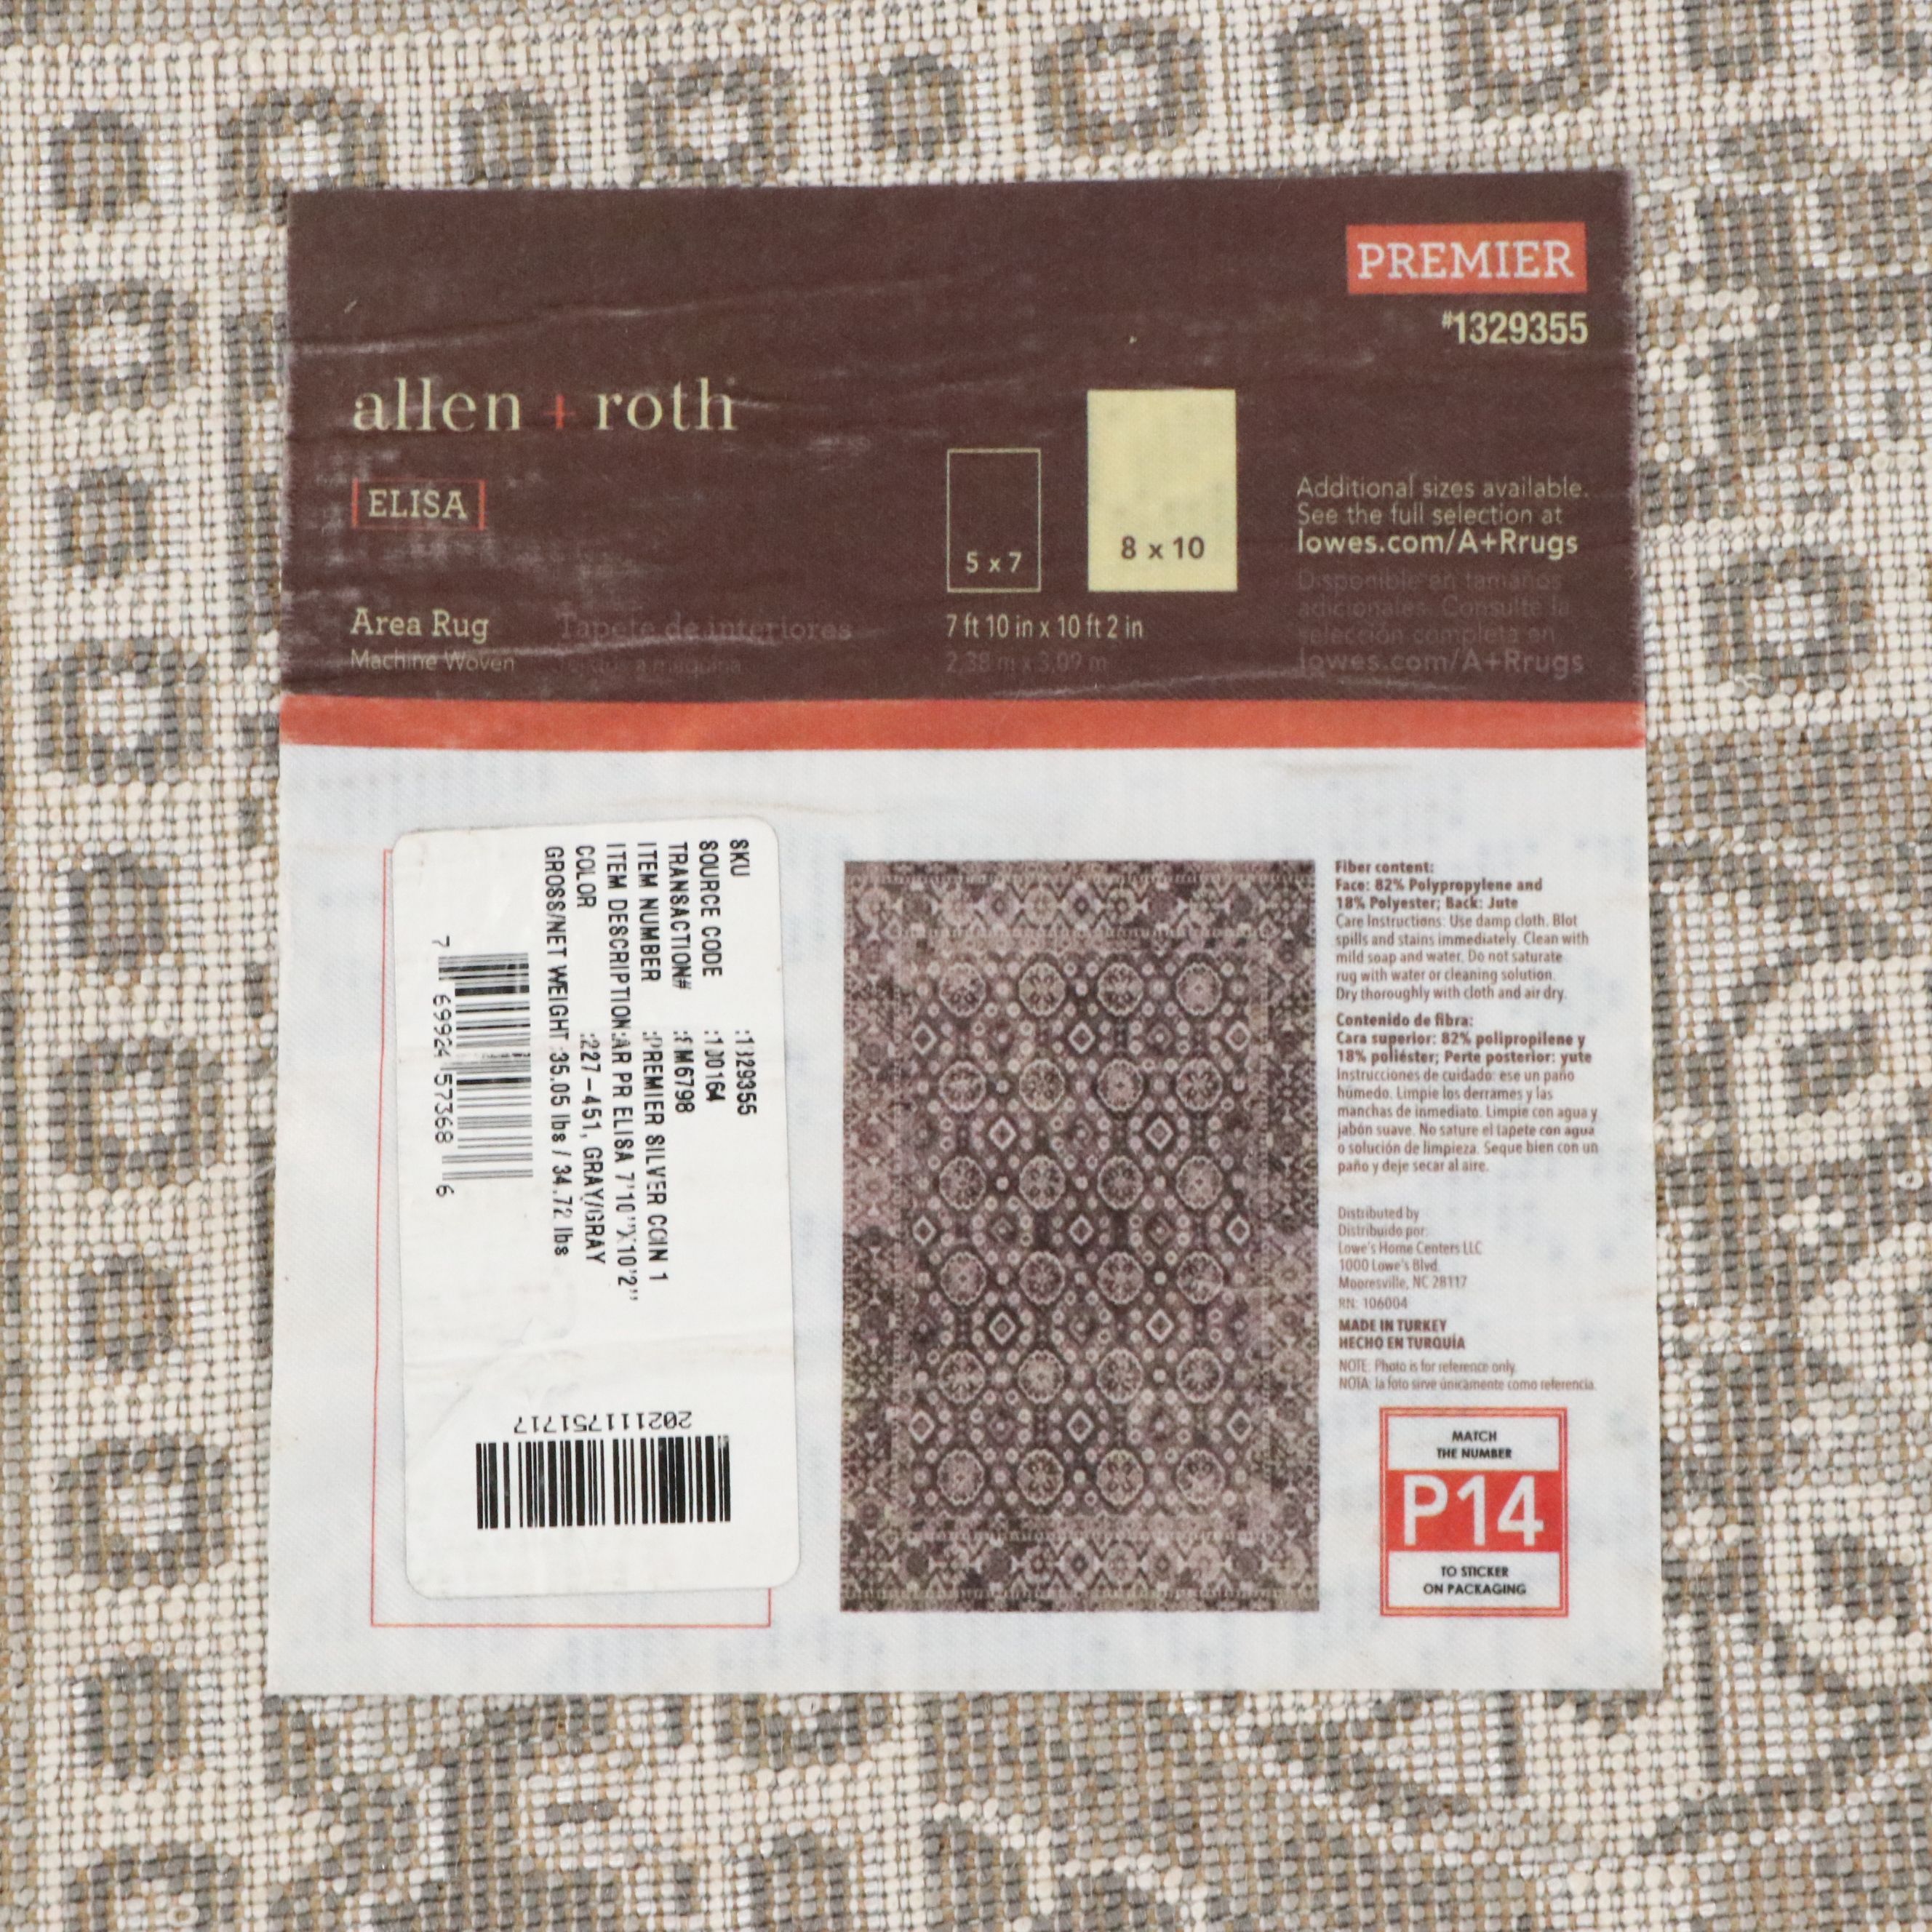 PREMIER
#1329355
allen + roth
ELISA
Area Rug
Machine Woven
Tapete de interiores
5 x 7
8 x 10
7 ft 10 in x 10 ft 2 in
2.38 m x 3.09 m
Additional sizes available.
See the full selection at
lowes.com/A+Rrugs
Disponible en tamaños
adicionales. Consulte la
selección completa en
lowes.com/A+Rrugs
SKU :1329355
SOURCE CODE :100164
TRANSACTION# :FM6798
ITEM NUMBER :PREMIER SILVER COIN 1
ITEM DESCRIPTION:AR PR ELISA 7'10''X10'2''
COLOR :227-451, GRAY/GRAY
GROSS/NET WEIGHT :35.05 lbs / 34.72 lbs
7 69924 57368 6
202111751717
Fiber content:
Face: 82% Polypropylene and
18% Polyester; Back: Jute
Care Instructions: Use damp cloth. Blot
spills and stains immediately. Clean with
mild soap and water. Do not saturate
rug with water or cleaning solution.
Dry thoroughly with cloth and air dry.
Contenido de fibra:
Cara superior: 82% polipropilene y
18% poliéster; Perte posterior: yute
Instrucciones de cuidado: ese un paño
húmedo. Limpie los derrames y las
manchas de inmediato. Limpie con agua y
jabón suave. No sature el tapete con agua
o solución de limpieza. Seque bien con un
paño y deje secar al aire.
Distributed by
Distribuido por:
Lowe's Home Centers LLC
1000 Lowe's Blvd.
Mooresville, NC 28117
RN: 106004
MADE IN TURKEY
HECHO EN TURQUÍA
NOTE: Photo is for reference only.
NOTA: la foto sirve únicamente como referencia.
MATCH
THE NUMBER
P14
TO STICKER
ON PACKAGING